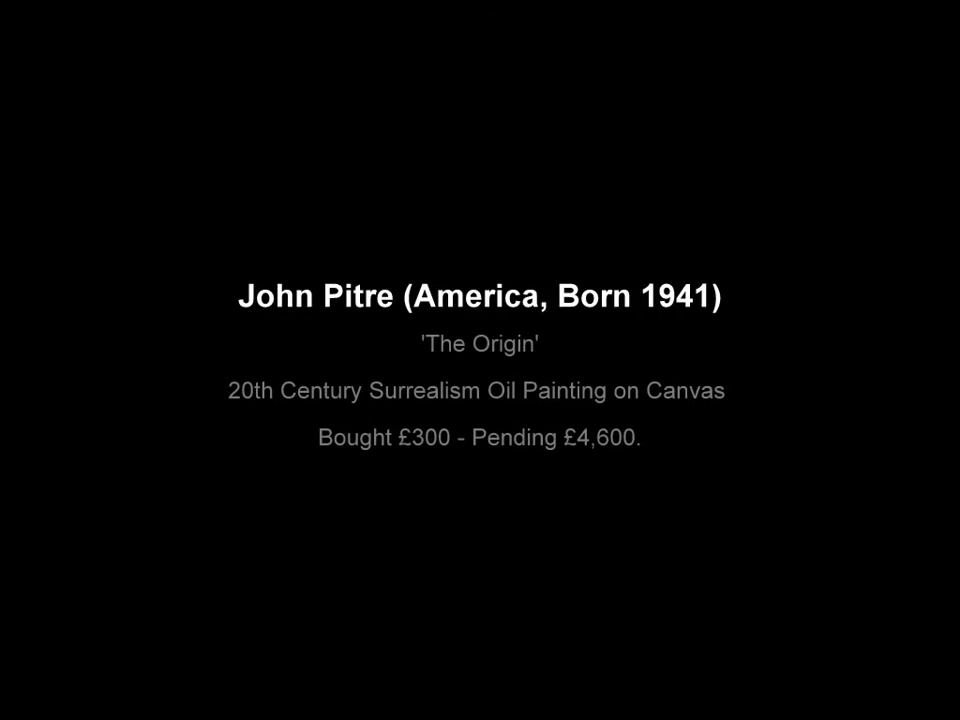 John Pitre (America, Born 1941)
'The Origin'
20th Century Surrealism Oil Painting on Canvas
Bought £300 - Pending £4,600.